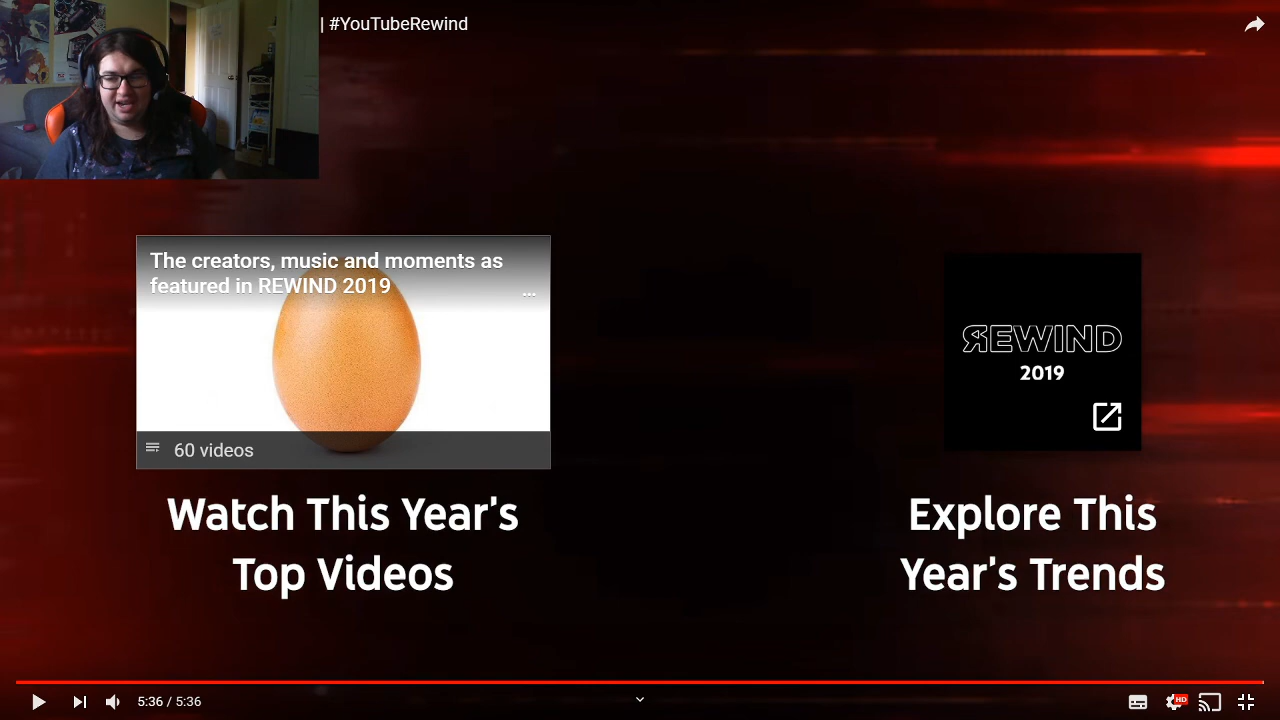 | #YouTubeRewind
The creators, music and moments as
featured in REWIND 2019
...
60 videos
REWIND
2019
Watch This Year's
Top Videos
Explore This
Year's Trends
5:36 / 5:36
HD